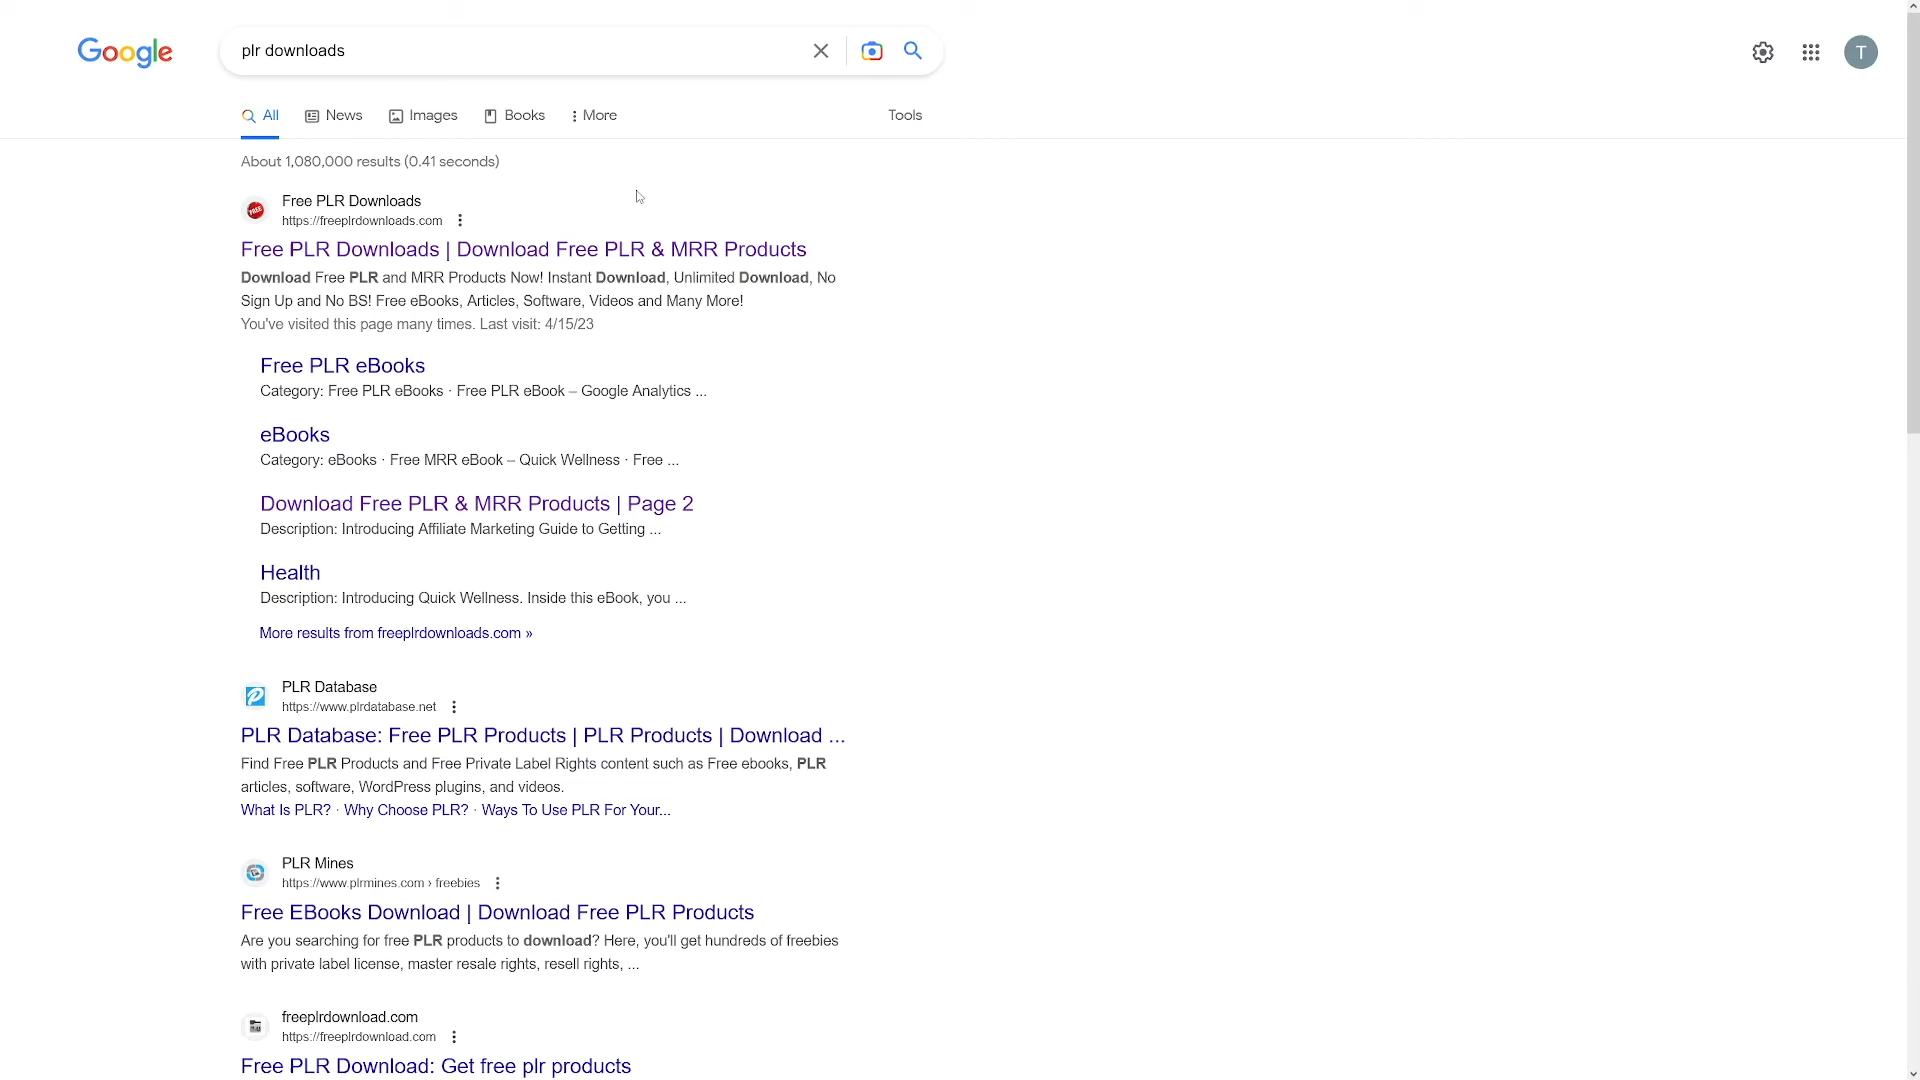 Google
plr downloads
T
All News Images Books More Tools
About 1,080,000 results (0.41 seconds)
FREE
Free PLR Downloads
https://freeplrdownloads.com
Free PLR Downloads | Download Free PLR & MRR Products
Download Free PLR and MRR Products Now! Instant Download, Unlimited Download, No
Sign Up and No BS! Free eBooks, Articles, Software, Videos and Many More!
You've visited this page many times. Last visit: 4/15/23
Free PLR eBooks
Category: Free PLR eBooks · Free PLR eBook – Google Analytics ...
eBooks
Category: eBooks · Free MRR eBook – Quick Wellness · Free ...
Download Free PLR & MRR Products | Page 2
Description: Introducing Affiliate Marketing Guide to Getting ...
Health
Description: Introducing Quick Wellness. Inside this eBook, you ...
More results from freeplrdownloads.com »
PLR Database
https://www.plrdatabase.net
PLR Database: Free PLR Products | PLR Products | Download ...
Find Free PLR Products and Free Private Label Rights content such as Free ebooks, PLR
articles, software, WordPress plugins, and videos.
What Is PLR? · Why Choose PLR? · Ways To Use PLR For Your...
PLR Mines
https://www.plrmines.com › freebies
Free EBooks Download | Download Free PLR Products
Are you searching for free PLR products to download? Here, you'll get hundreds of freebies
with private label license, master resale rights, resell rights, ...
freeplrdownload.com
https://freeplrdownload.com
Free PLR Download: Get free plr products